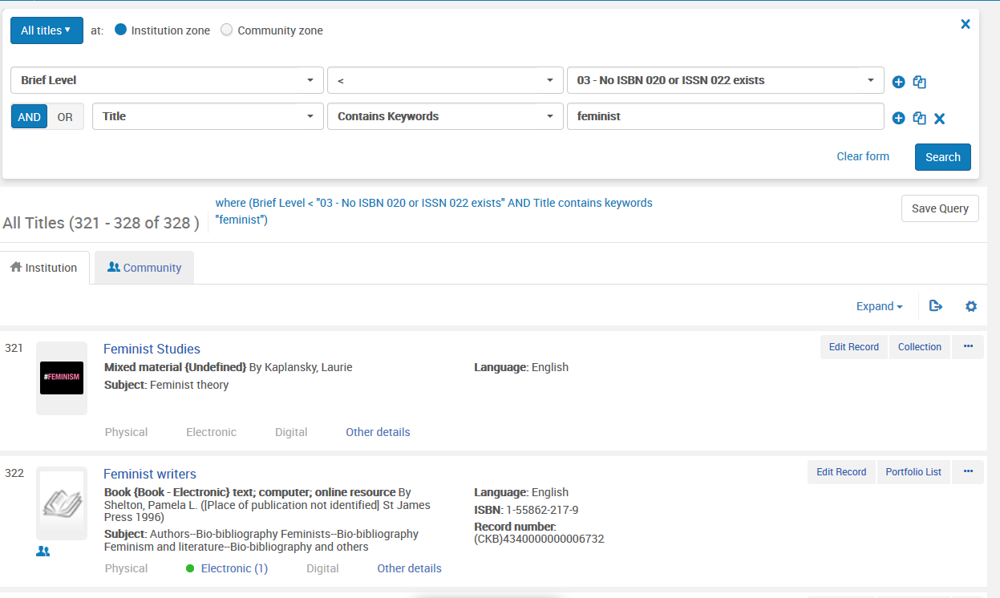 All titles at: Institution zone Community zone
Brief Level < 03 - No ISBN 020 or ISSN 022 exists
AND OR Title Contains Keywords feminist
Clear form Search
All Titles (321 - 328 of 328 )
where (Brief Level < "03 - No ISBN 020 or ISSN 022 exists" AND Title contains keywords
"feminist")
Save Query
Institution Community
Expand
321
#FEMINISM
Feminist Studies
Edit Record Collection
Mixed material {Undefined} By Kaplansky, Laurie
Language: English
Subject: Feminist theory
Physical Electronic Digital Other details
322
Feminist writers
Edit Record Portfolio List
Book {Book - Electronic} text; computer; online resource By
Shelton, Pamela L. ([Place of publication not identified] St James
Press 1996)
Subject: Authors--Bio-bibliography Feminists--Bio-bibliography
Feminism and literature--Bio-bibliography and others
Language: English
ISBN: 1-55862-217-9
Record number:
(CKB)4340000000006732
Physical Electronic (1) Digital Other details